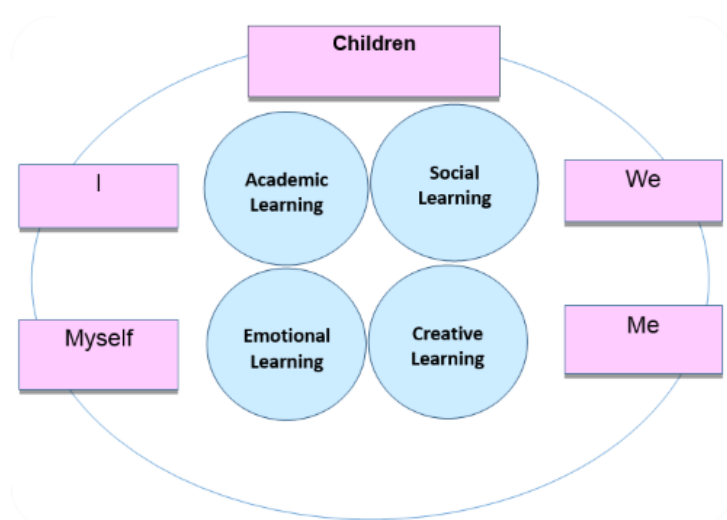 Children
I
Academic
Learning
Social
Learning
We
Myself
Emotional
Learning
Creative
Learning
Me